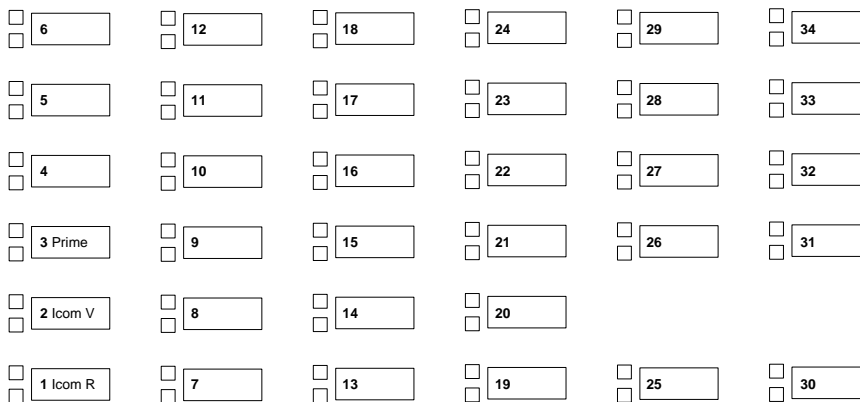 6 12 18 24 29 34
5 11 17 23 28 33
4 10 16 22 27 32
3 Prime 9 15 21 26 31
2 Icom V 8 14 20
1 Icom R 7 13 19 25 30